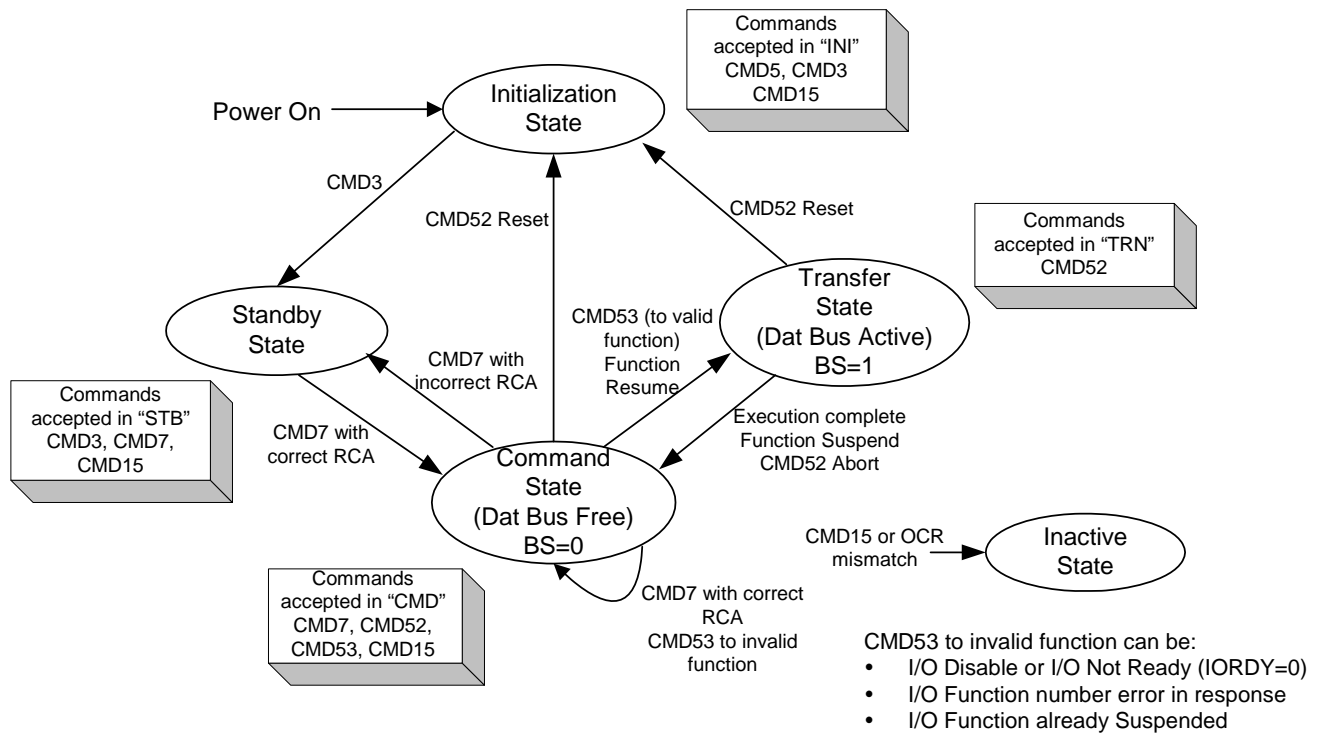 Commands
accepted in “INI”
CMD5, CMD3
CMD15
Initialization
State
Power On
CMD3
CMD52 Reset
CMD52 Reset
Commands
accepted in “TRN”
CMD52
Transfer
State
(Dat Bus Active)
BS=1
Standby
State
CMD53 (to valid
function)
Function
Resume
CMD7 with
incorrect RCA
Commands
accepted in “STB”
CMD3, CMD7,
CMD15
CMD7 with
correct RCA
Execution complete
Function Suspend
CMD52 Abort
Command
State
(Dat Bus Free)
BS=0
CMD15 or OCR
mismatch
Inactive
State
Commands
accepted in “CMD”
CMD7, CMD52,
CMD53, CMD15
CMD7 with correct
RCA
CMD53 to invalid
function
CMD53 to invalid function can be:
• I/O Disable or I/O Not Ready (IORDY=0)
• I/O Function number error in response
• I/O Function already Suspended